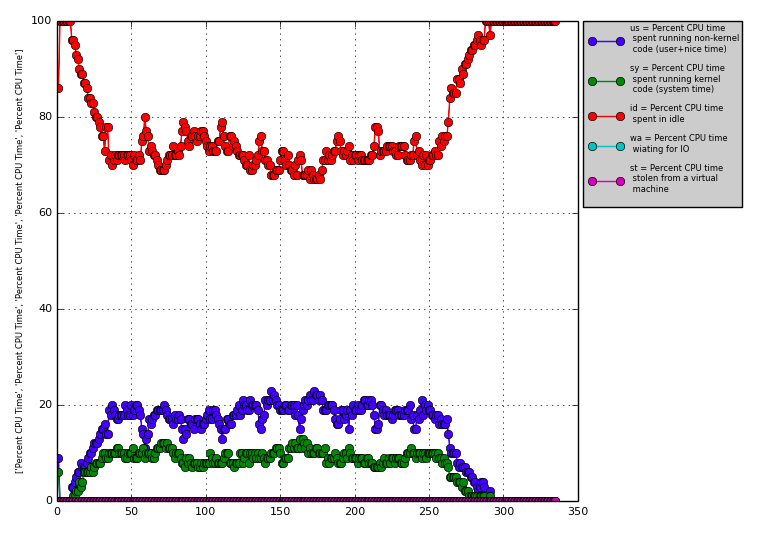 100
80
60
40
20
0
0 50 100 150 200 250 300 350
['Percent CPU Time', 'Percent CPU Time', 'Percent CPU Time', 'Percent CPU Time', 'Percent CPU Time']
us = Percent CPU time
spent running non-kernel
code (user+nice time)
sy = Percent CPU time
spent running kernel
code (system time)
id = Percent CPU time
spent in idle
wa = Percent CPU time
wiating for IO
st = Percent CPU time
stolen from a virtual
machine